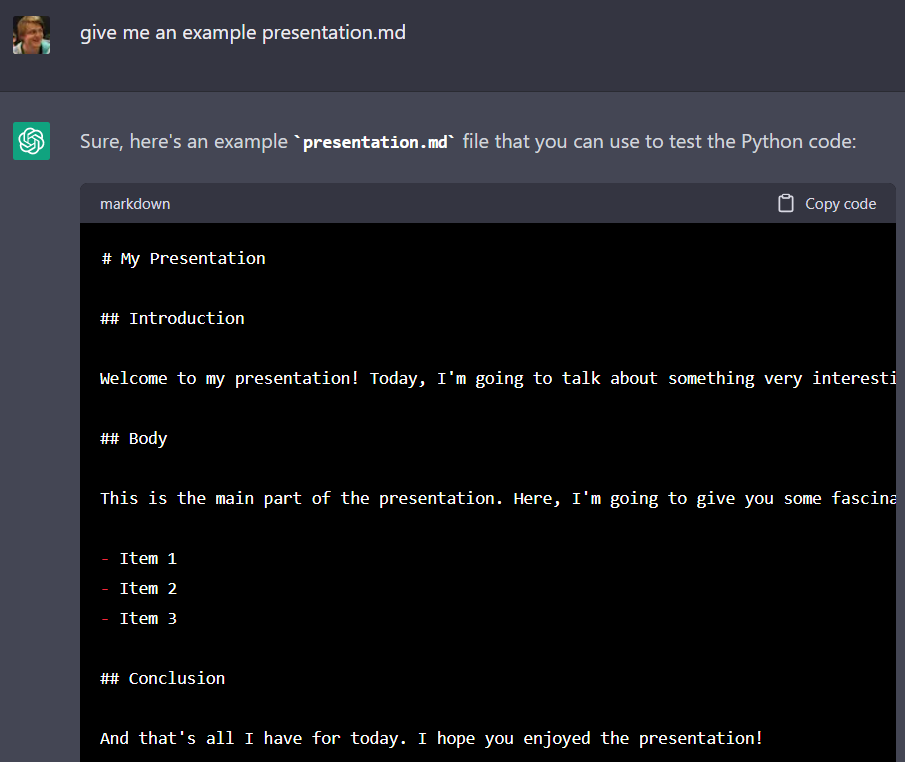 give me an example presentation.md
Sure, here's an example `presentation.md` file that you can use to test the Python code:
markdown
Copy code
# My Presentation
## Introduction
Welcome to my presentation! Today, I'm going to talk about something very interesti
## Body
This is the main part of the presentation. Here, I'm going to give you some fascina
- Item 1
- Item 2
- Item 3
## Conclusion
And that's all I have for today. I hope you enjoyed the presentation!